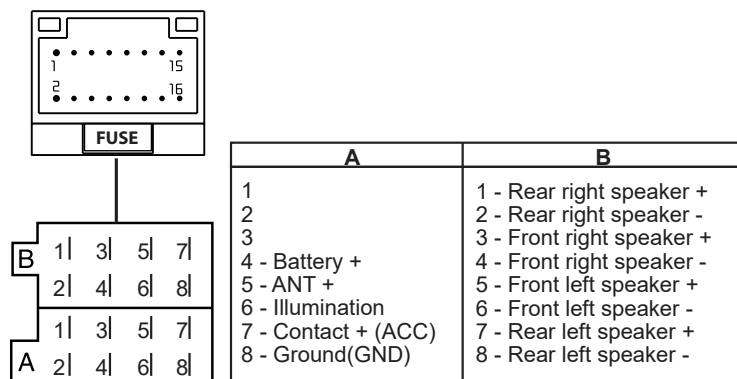 1 15
2 16
FUSE
B 1 3 5 7
2 4 6 8
A 1 3 5 7
2 4 6 8
A
1
2
3
4 - Battery +
5 - ANT +
6 - Illumination
7 - Contact + (ACC)
8 - Ground(GND)
B
1 - Rear right speaker +
2 - Rear right speaker -
3 - Front right speaker +
4 - Front right speaker -
5 - Front left speaker +
6 - Front left speaker -
7 - Rear left speaker +
8 - Rear left speaker -